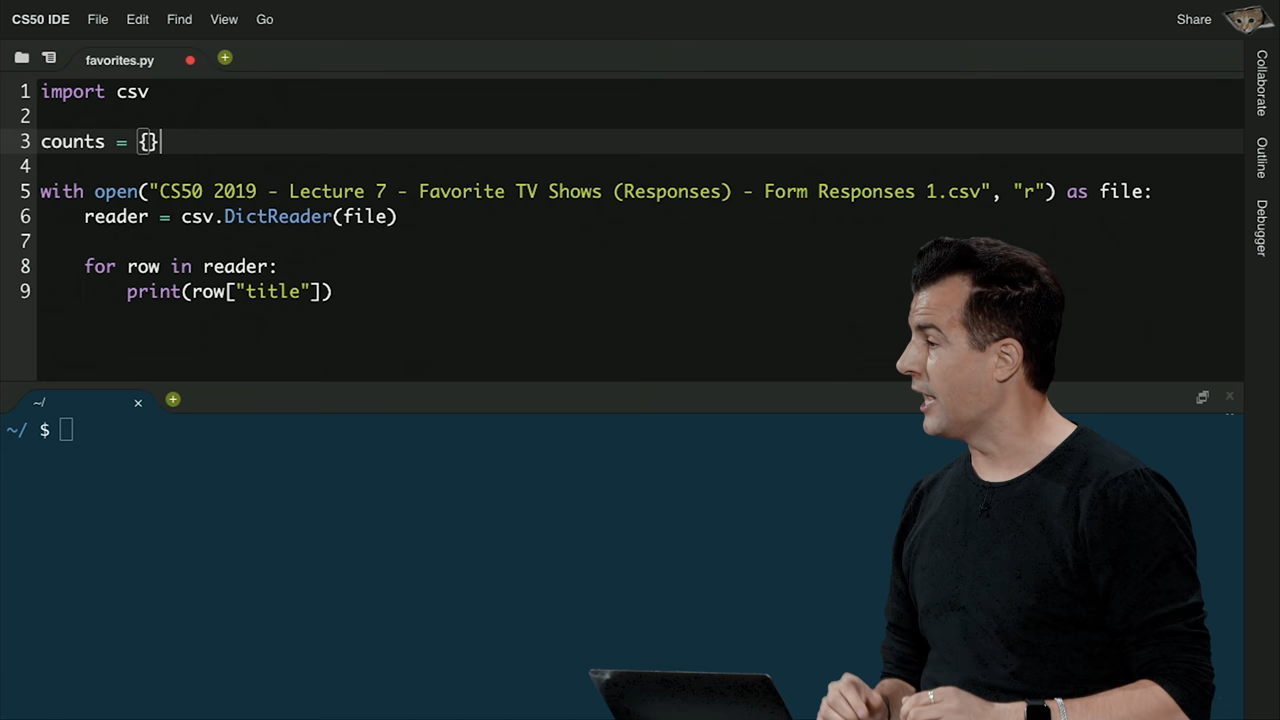 CS50 IDE File Edit Find View Go Share
favorites.py
1 import csv
2
3 counts = {}
4
5 with open("CS50 2019 - Lecture 7 - Favorite TV Shows (Responses) - Form Responses 1.csv", "r") as file:
6 reader = csv.DictReader(file)
7
8 for row in reader:
9 print(row["title"])
Collaborate
Outline
Debugger
~/
~/ $